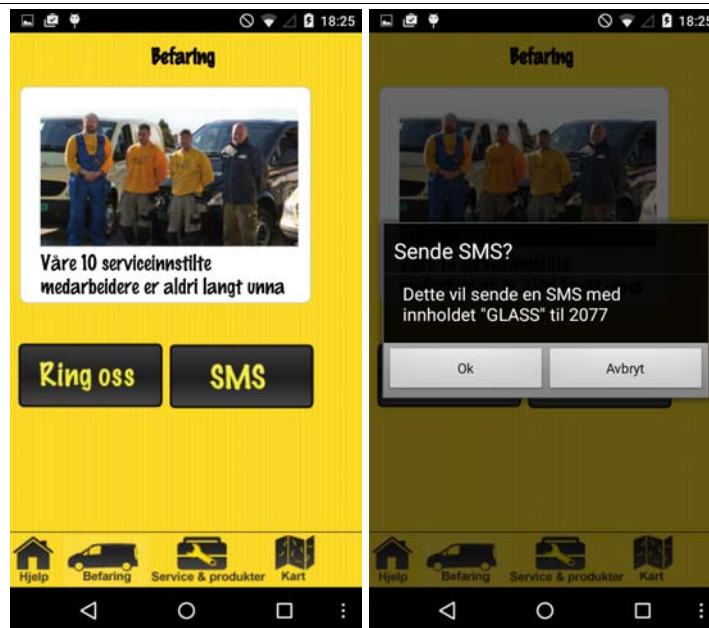 18:25
Befaring
Våre 10 serviceinnstilte
medarbeidere er aldri langt unna
Ring oss
SMS
Hjelp
Befaring
Service & produkter
Kart
18:25
Befaring
Sende SMS?
Dette vil sende en SMS med
innholdet "GLASS" til 2077
Ok
Avbryt
Hjelp
Befaring
Service & produkter
Kart